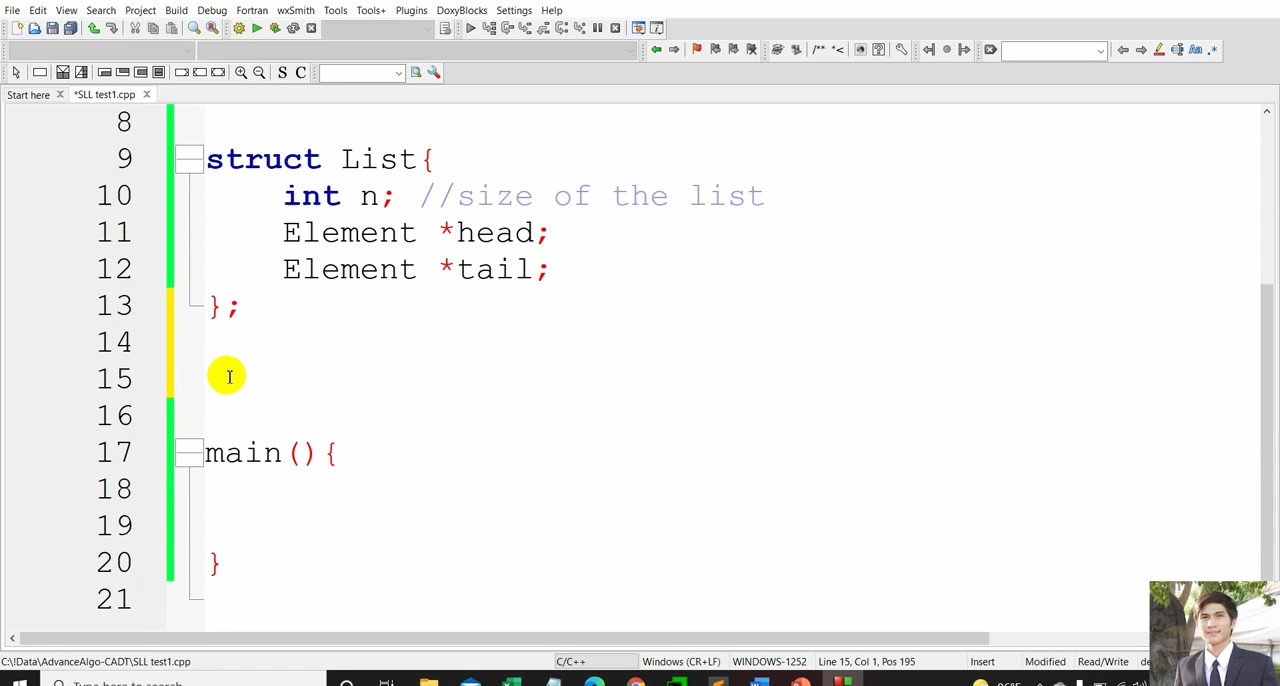 File Edit View Search Project Build Debug Fortran wxSmith Tools Tools+ Plugins DoxyBlocks Settings Help
/** *<
Aa .*
S C
Start here *SLL test1.cpp
8
9 struct List{
10 int n; //size of the list
11 Element *head;
12 Element *tail;
13 };
14
15
16
17 main(){
18
19
20 }
21
C:\!Data\AdvanceAlgo-CADT\SLL test1.cpp C/C++ Windows (CR+LF) WINDOWS-1252 Line 15, Col 1, Pos 195 Insert Modified Read/Write